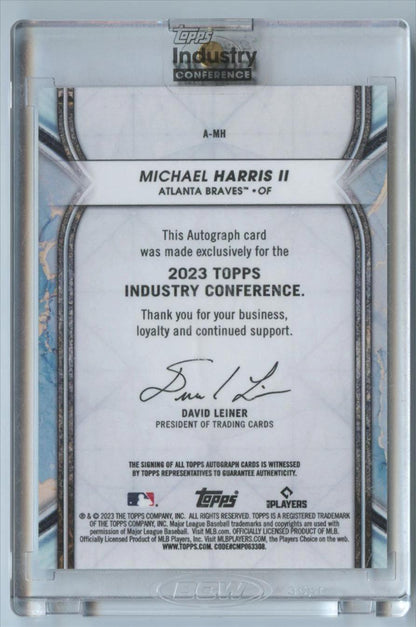 Topps
Industry
CONFERENCE
A-MH
MICHAEL HARRIS II
ATLANTA BRAVES™ • OF
This Autograph card
was made exclusively for the
2023 TOPPS
INDUSTRY CONFERENCE.
Thank you for your business,
loyalty and continued support.
DAVID LEINER
PRESIDENT OF TRADING CARDS
THE SIGNING OF ALL TOPPS AUTOGRAPH CARDS IS WITNESSED
BY TOPPS REPRESENTATIVES TO GUARANTEE AUTHENTICITY.
Topps
MLB PLAYERS
® & © 2023 THE TOPPS COMPANY, INC. ALL RIGHTS RESERVED. TOPPS IS A REGISTERED TRADEMARK
OF THE TOPPS COMPANY, INC. Major League Baseball trademarks and copyrights are used with
permission of Major League Baseball. Visit MLB.com. OFFICIALLY LICENSED PRODUCT OF MLB.
Officially Licensed Product of MLB Players, Inc. Visit MLBPLAYERS.com, the Players Choice on the web.
WWW.TOPPS.COM. CODE#CMP063308.
BCW